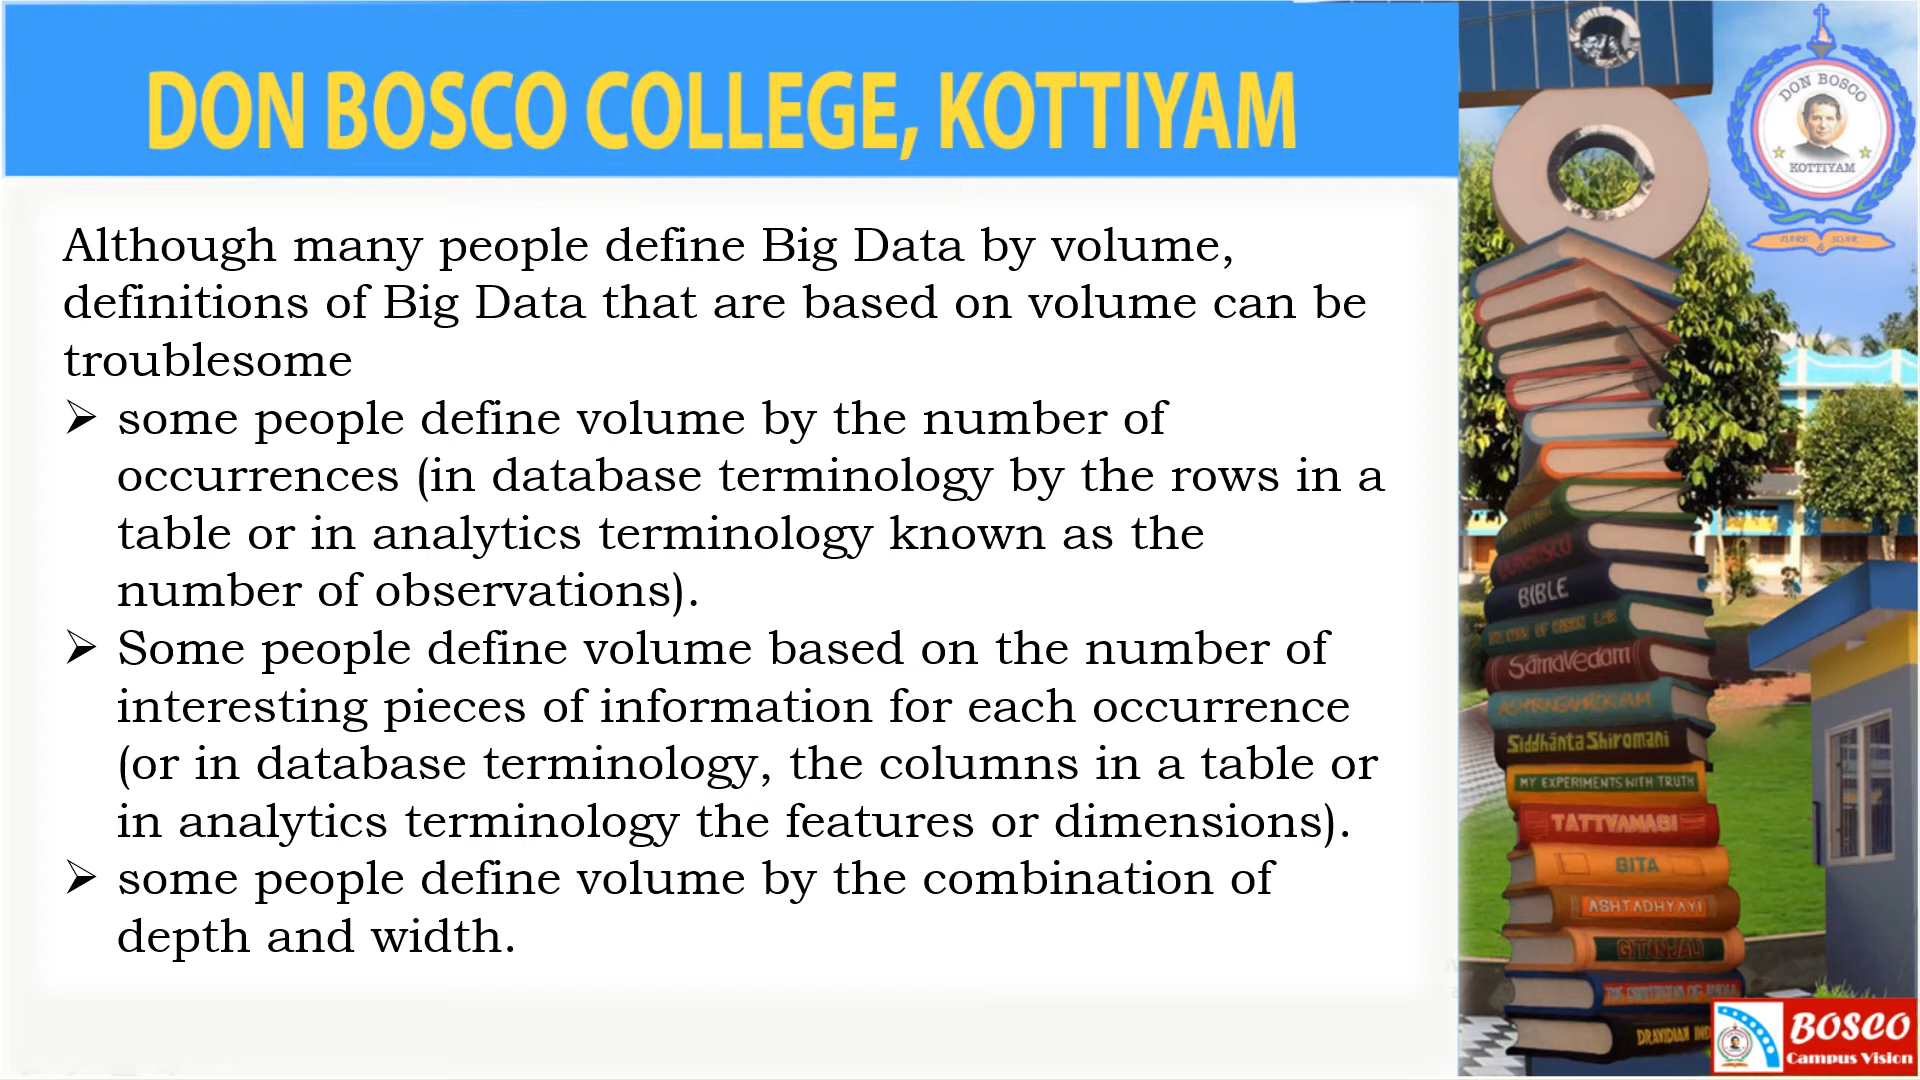 DON BOSCO COLLEGE, KOTTIYAM
Although many people define Big Data by volume,
definitions of Big Data that are based on volume can be
troublesome
➢ some people define volume by the number of
occurrences (in database terminology by the rows in a
table or in analytics terminology known as the
number of observations).
➢ Some people define volume based on the number of
interesting pieces of information for each occurrence
(or in database terminology, the columns in a table or
in analytics terminology the features or dimensions).
➢ some people define volume by the combination of
depth and width.
DON BOSCO
KOTTIYAM
DARE & SOAR
BIBLE
SāmaVedam
Siddhānta Shiromani
MY EXPERIMENTS WITH TRUTH
TATTVAMASI
GITA
ASHTADHYAYI
GITANJALI
DRAVIDIAN
BOSCO
Campus Vision